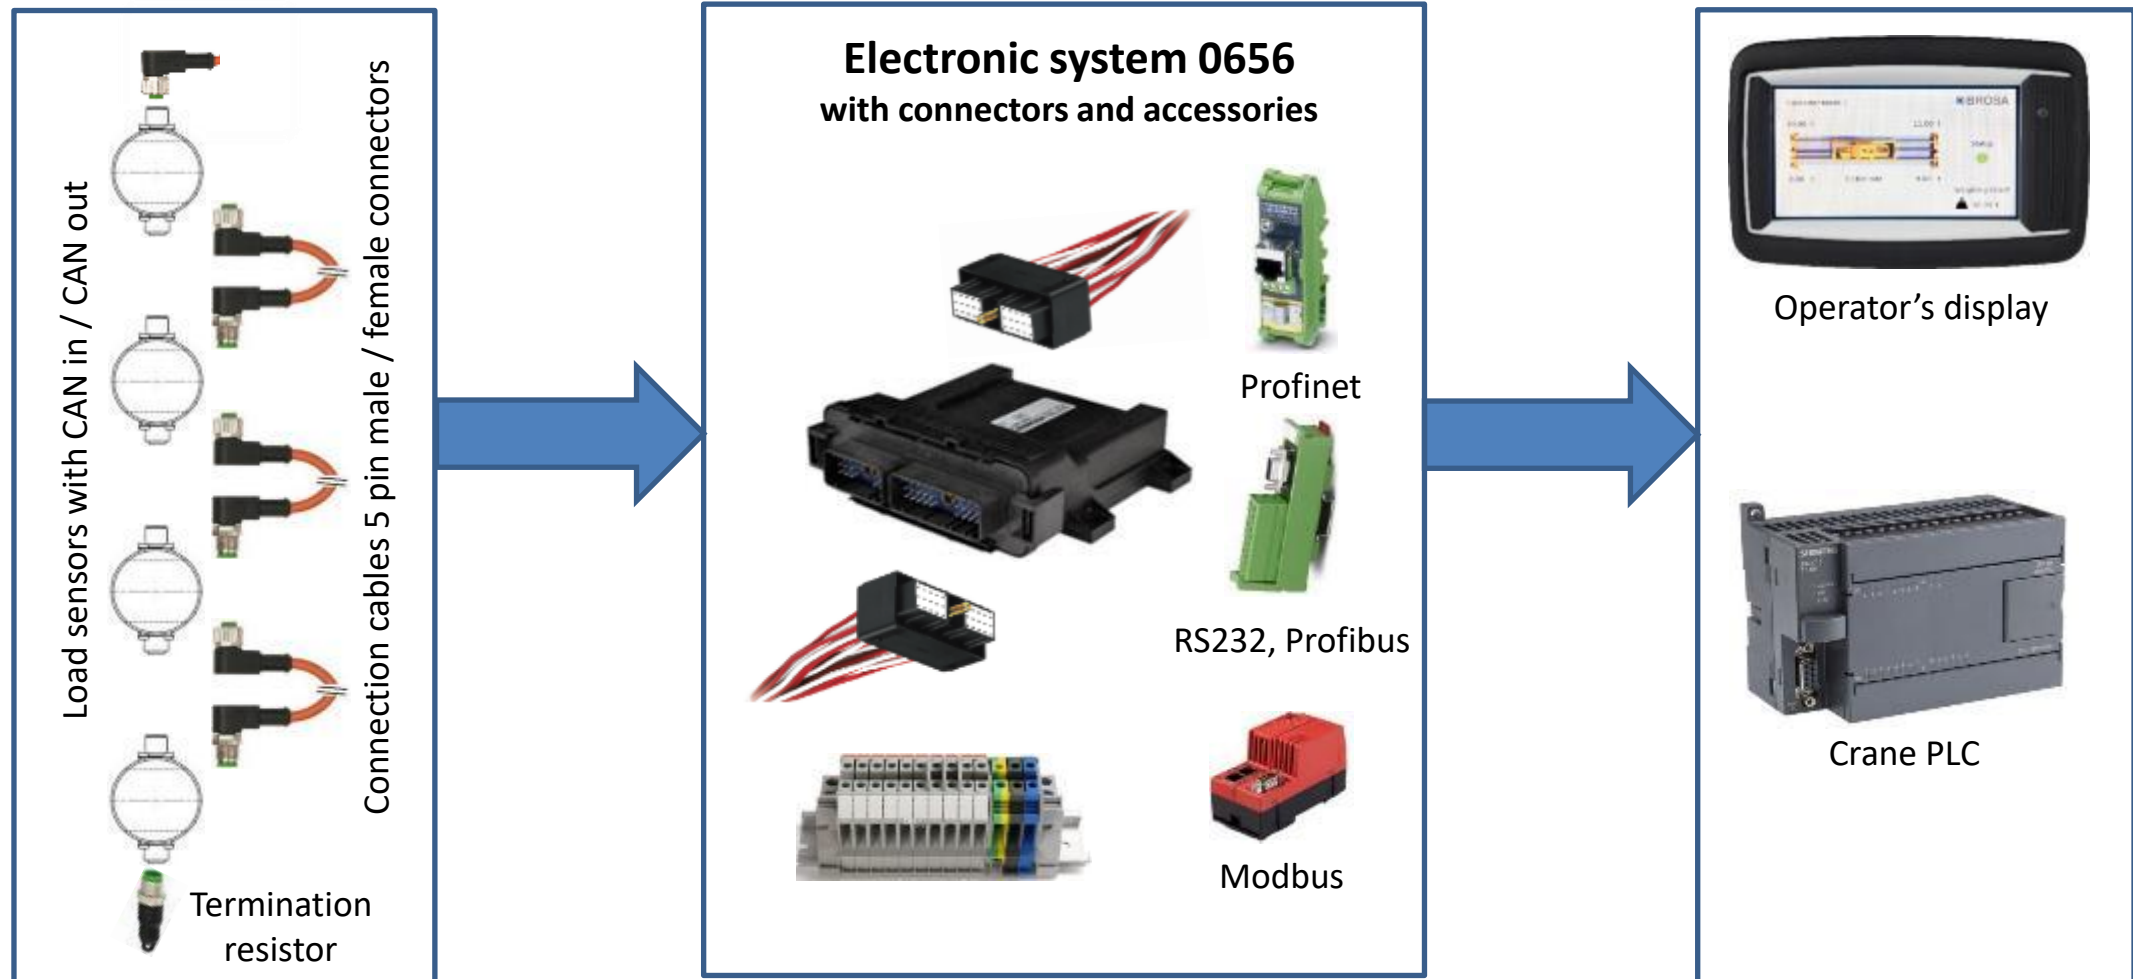 Load sensors with CAN in / CAN out
Connection cables 5 pin male / female connectors
Termination
resistor
Electronic system 0656
with connectors and accessories
Profinet
RS232, Profibus
Modbus
BROSA
Operator’s display
Crane PLC